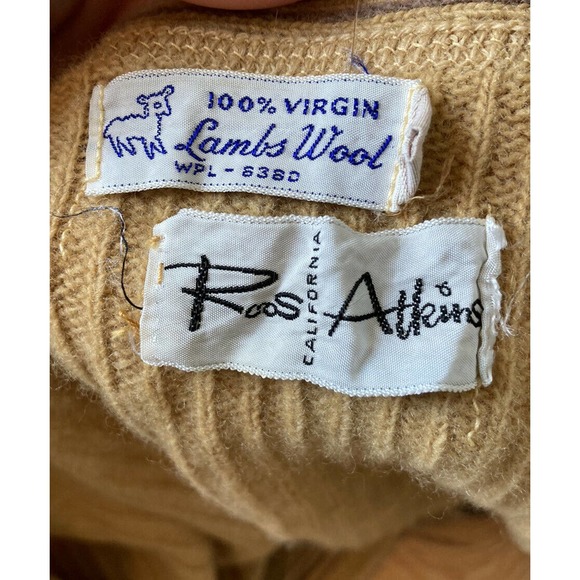 100% VIRGIN
Lambs Wool
WPL-6380
Roos Atkins
CALIFORNIA